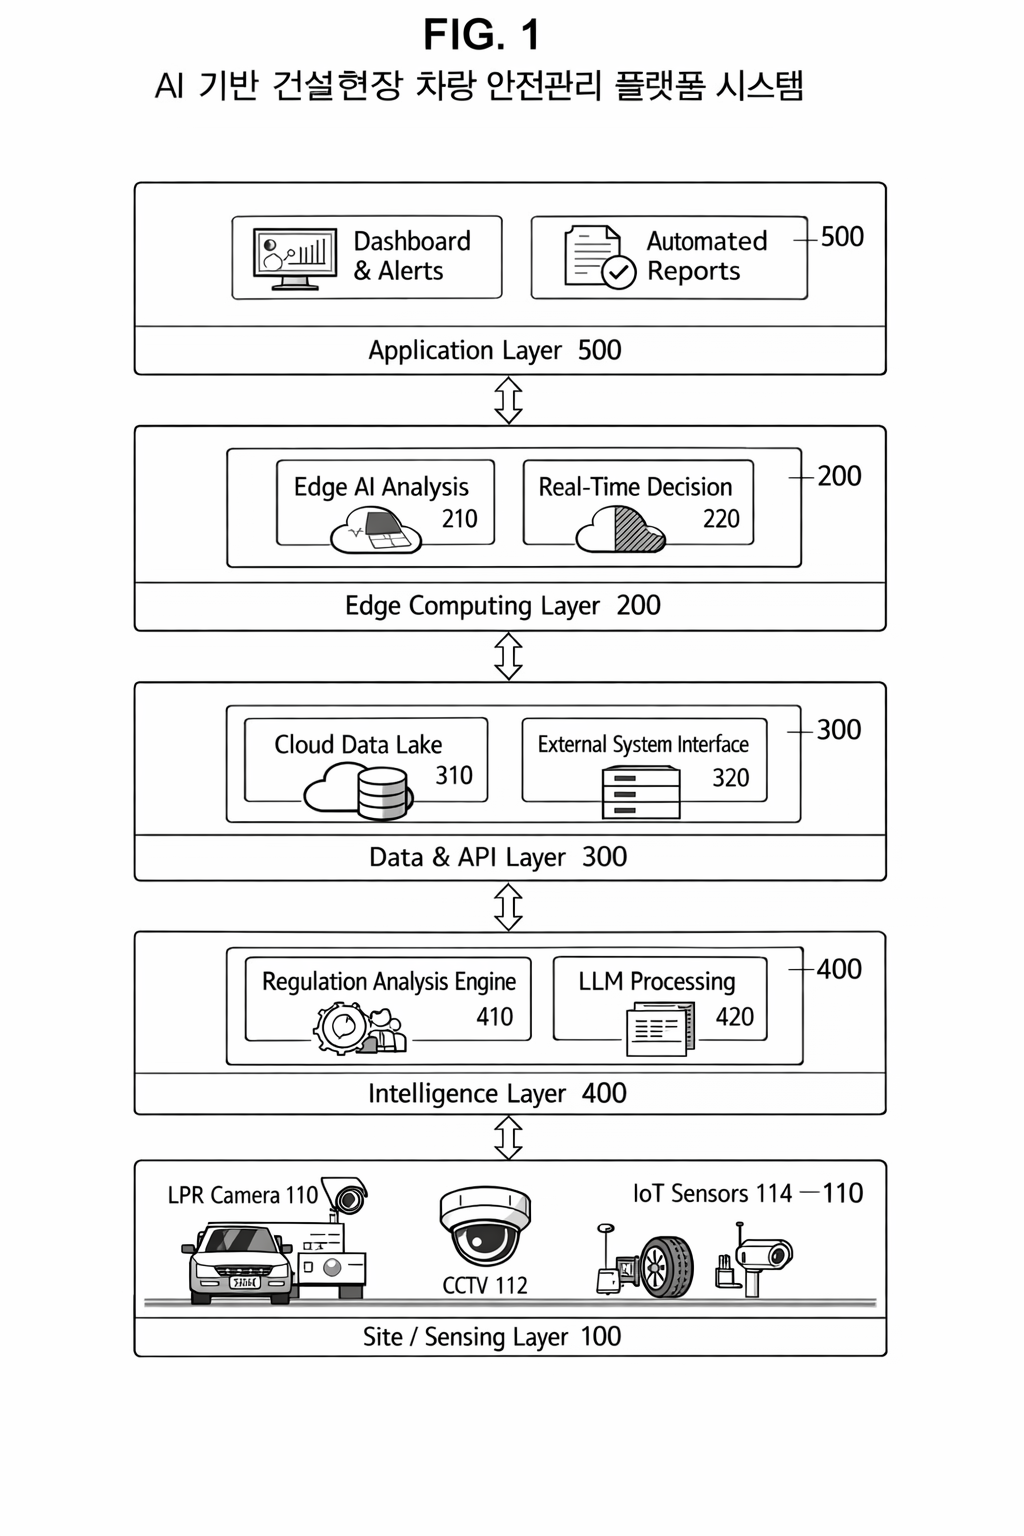 FIG. 1
AI 기반 건설현장 차랑 안전관리 플랫폼 시스템
Dashboard
& Alerts
Automated
Reports
500
Application Layer 500
200
Edge AI Analysis
210
Real-Time Decision
220
Edge Computing Layer 200
300
Cloud Data Lake
310
External System Interface
320
Data & API Layer 300
400
Regulation Analysis Engine
410
LLM Processing
420
Intelligence Layer 400
LPR Camera 110
IoT Sensors 114
110
CCTV 112
Site / Sensing Layer 100